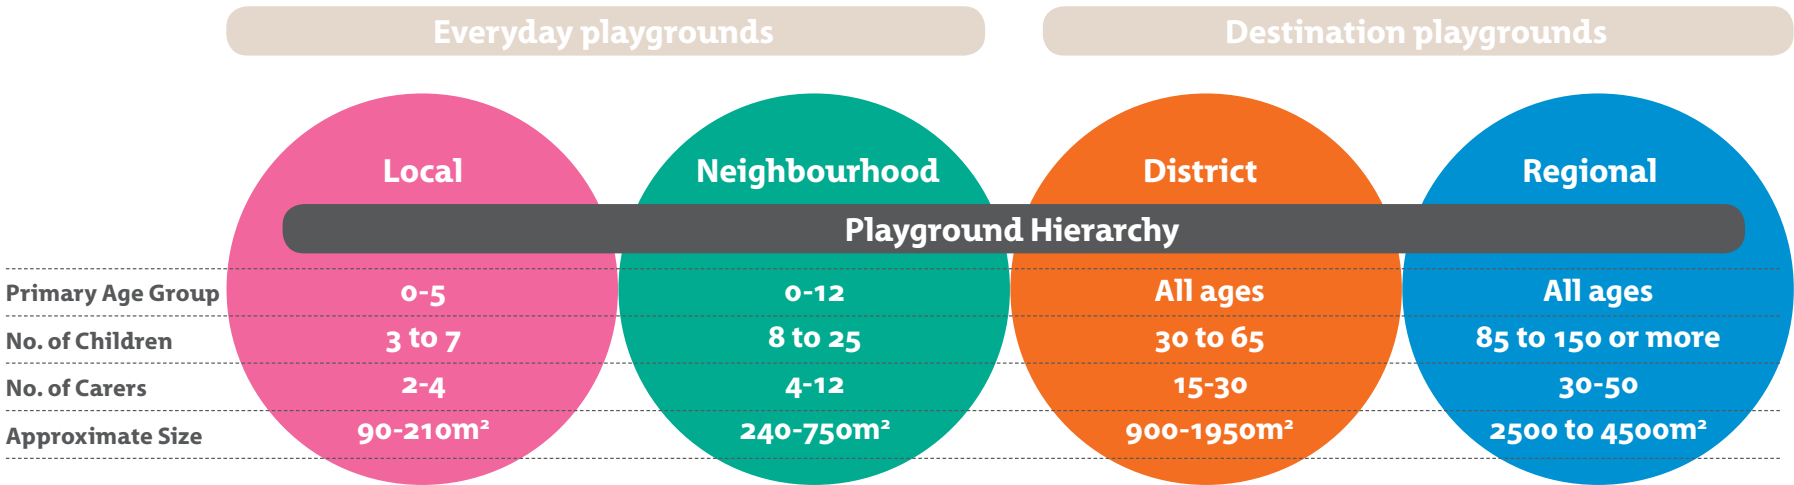 Everyday playgrounds Destination playgrounds
Local Neighbourhood District Regional
Playground Hierarchy
Primary Age Group 0-5 0-12 All ages All ages
No. of Children 3 to 7 8 to 25 30 to 65 85 to 150 or more
No. of Carers 2-4 4-12 15-30 30-50
Approximate Size 90-210m² 240-750m² 900-1950m² 2500 to 4500m²